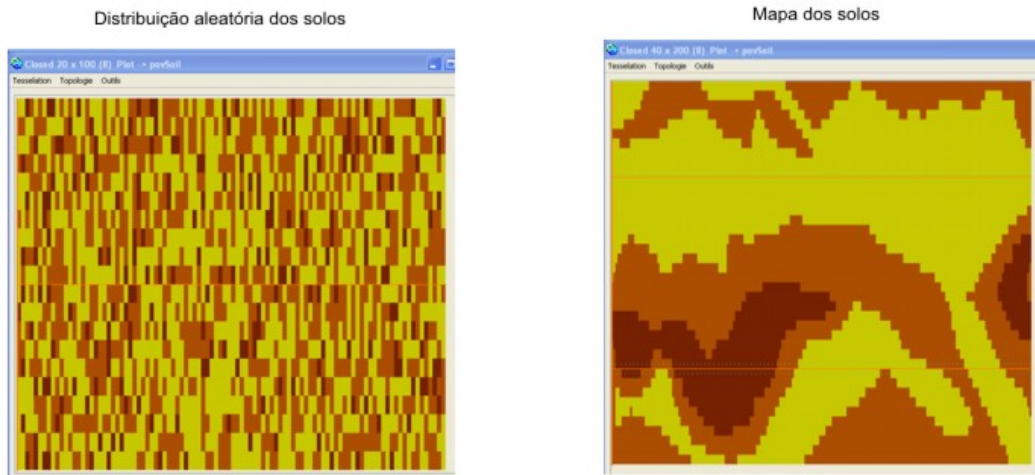 Distribuição aleatória dos solos
Closed 20 x 100 (8) Plot -> povSoil
Tesselation Topologie Outils
Mapa dos solos
Closed 40 x 200 (8) Plot -> povSoil
Tesselation Topologie Outils